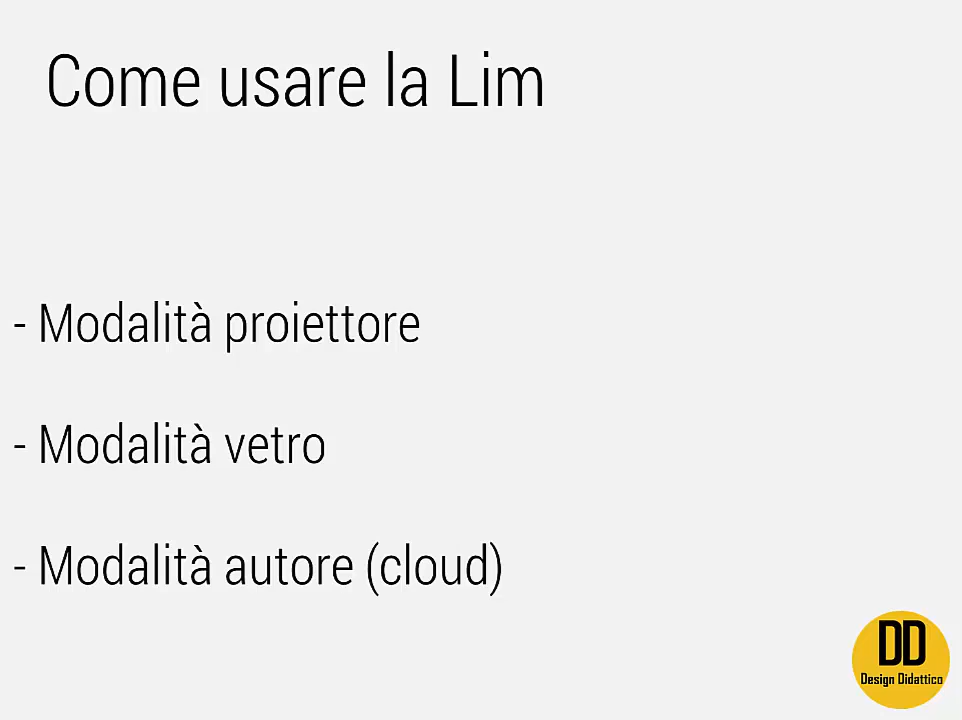 Come usare la Lim
- Modalità proiettore
- Modalità vetro
- Modalità autore (cloud)
DD
Design Didattico